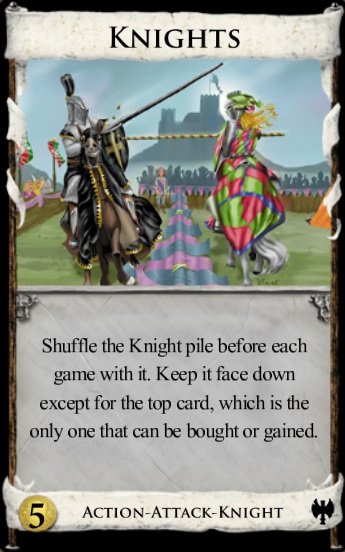 KNIGHTS
Shuffle the Knight pile before each
game with it. Keep it face down
except for the top card, which is the
only one that can be bought or gained.
5 ACTION-ATTACK-KNIGHT